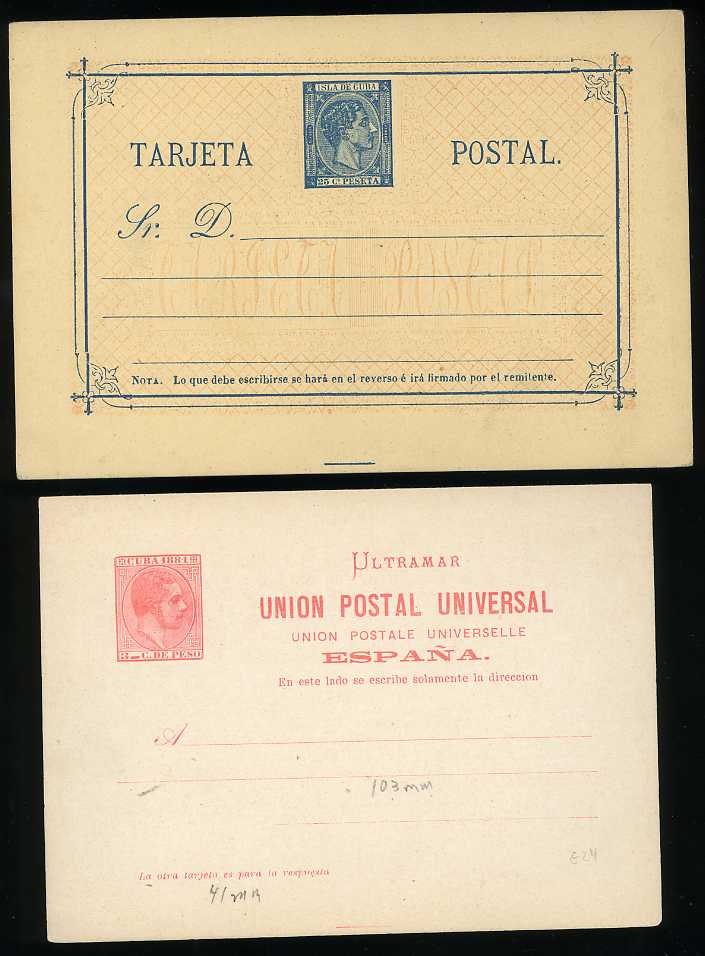 ISLA DE CUBA
25 Cs PESETA
TARJETA POSTAL.
Sr. D.
NOTA. Lo que debe escribirse se hará en el reverso é irá firmado por el remitente.
CUBA 1881
3 C. DE PESO
ULTRAMAR
UNION POSTAL UNIVERSAL
UNION POSTALE UNIVERSELLE
ESPAÑA.
En este lado se escribe solamente la direccion
A
103 mm
E24
La otra tarjeta es para la respuesta
41 mm